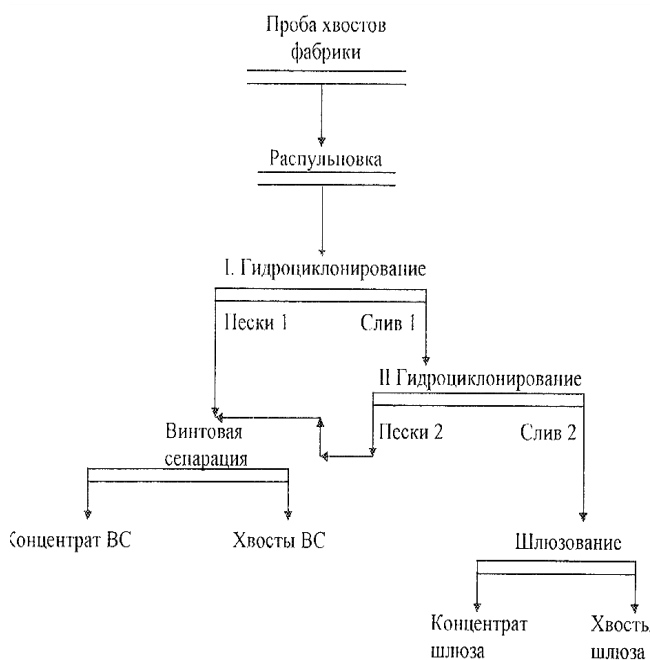 Проба хвостов
фабрики
Распульповка
I. Гидроциклонирование
Пески 1
Слив 1
II Гидроциклонирование
Пески 2
Слив 2
Винтовая
сепарация
Концентрат ВС
Хвосты ВС
Шлюзование
Концентрат
шлюза
Хвосты
шлюза